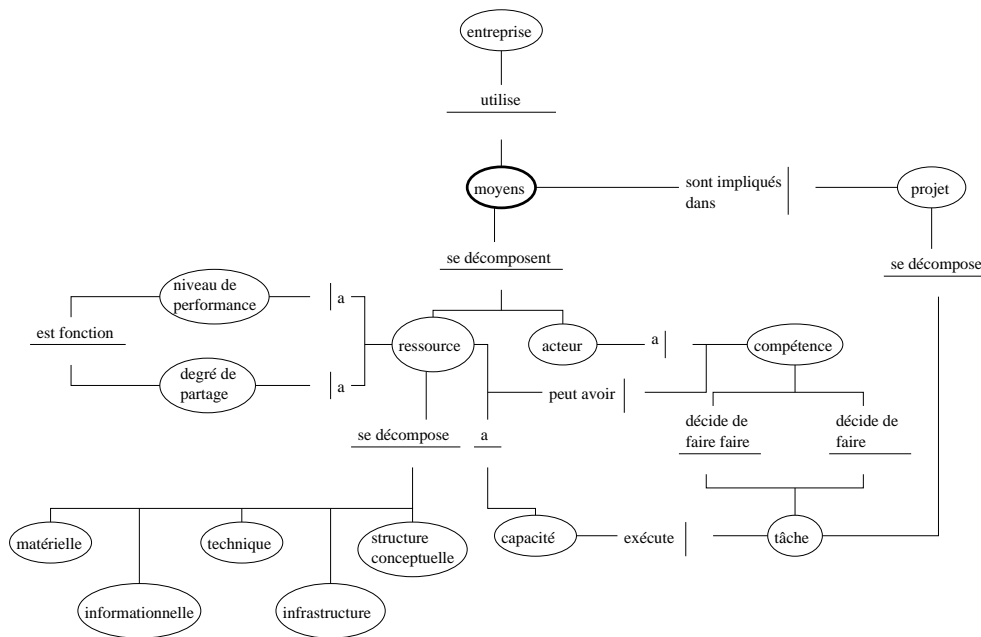 entreprise
utilise
moyens
sont impliqués
dans
projet
se décomposent
se décompose
niveau de
performance
a
est fonction
ressource
acteur
a
compétence
degré de
partage
a
peut avoir
décide de
faire faire
décide de
faire
se décompose
a
matérielle
technique
structure
conceptuelle
capacité
exécute
tâche
informationnelle
infrastructure